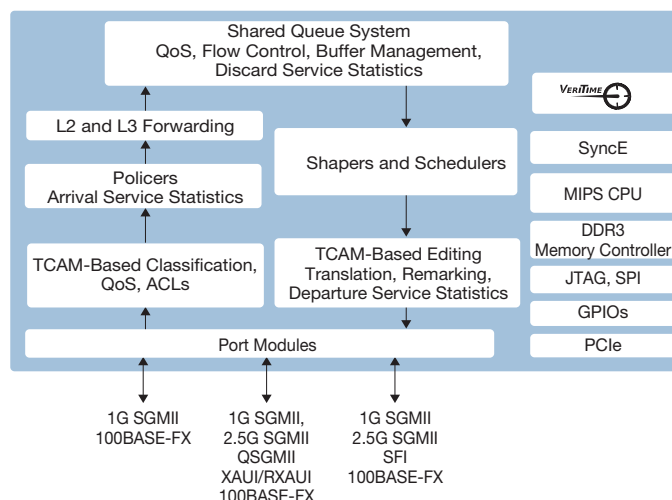 Shared Queue System
QoS, Flow Control, Buffer Management,
Discard Service Statistics
L2 and L3 Forwarding
Policers
Arrival Service Statistics
TCAM-Based Classification,
QoS, ACLs
Shapers and Schedulers
TCAM-Based Editing
Translation, Remarking,
Departure Service Statistics
Port Modules
VERITIME
SyncE
MIPS CPU
DDR3
Memory Controller
JTAG, SPI
GPIOs
PCIe
1G SGMII
100BASE-FX
1G SGMII,
2.5G SGMII
QSGMII
XAUI/RXAUI
100BASE-FX
1G SGMII
2.5G SGMII
SFI
100BASE-FX